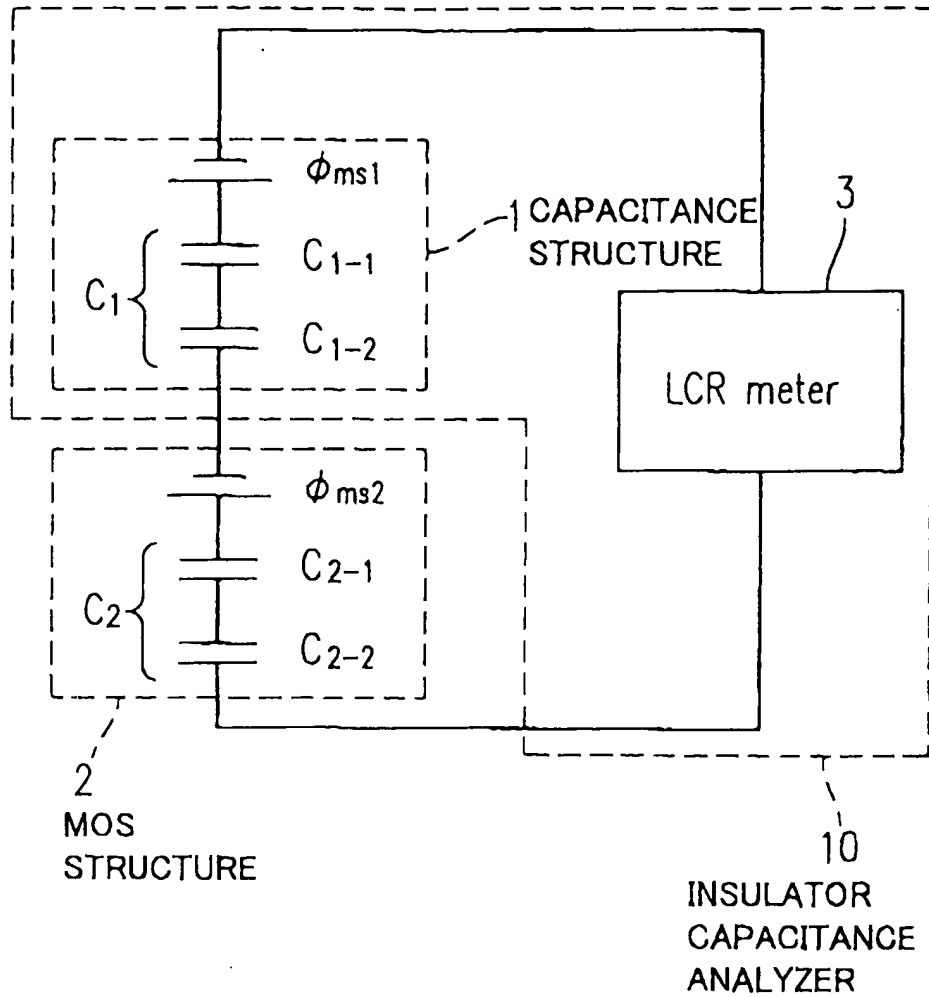 ϕms1
1 CAPACITANCE
STRUCTURE
3
C1
C1-1
C1-2
LCR meter
ϕms2
C2
C2-1
C2-2
2
MOS
STRUCTURE
10
INSULATOR
CAPACITANCE
ANALYZER